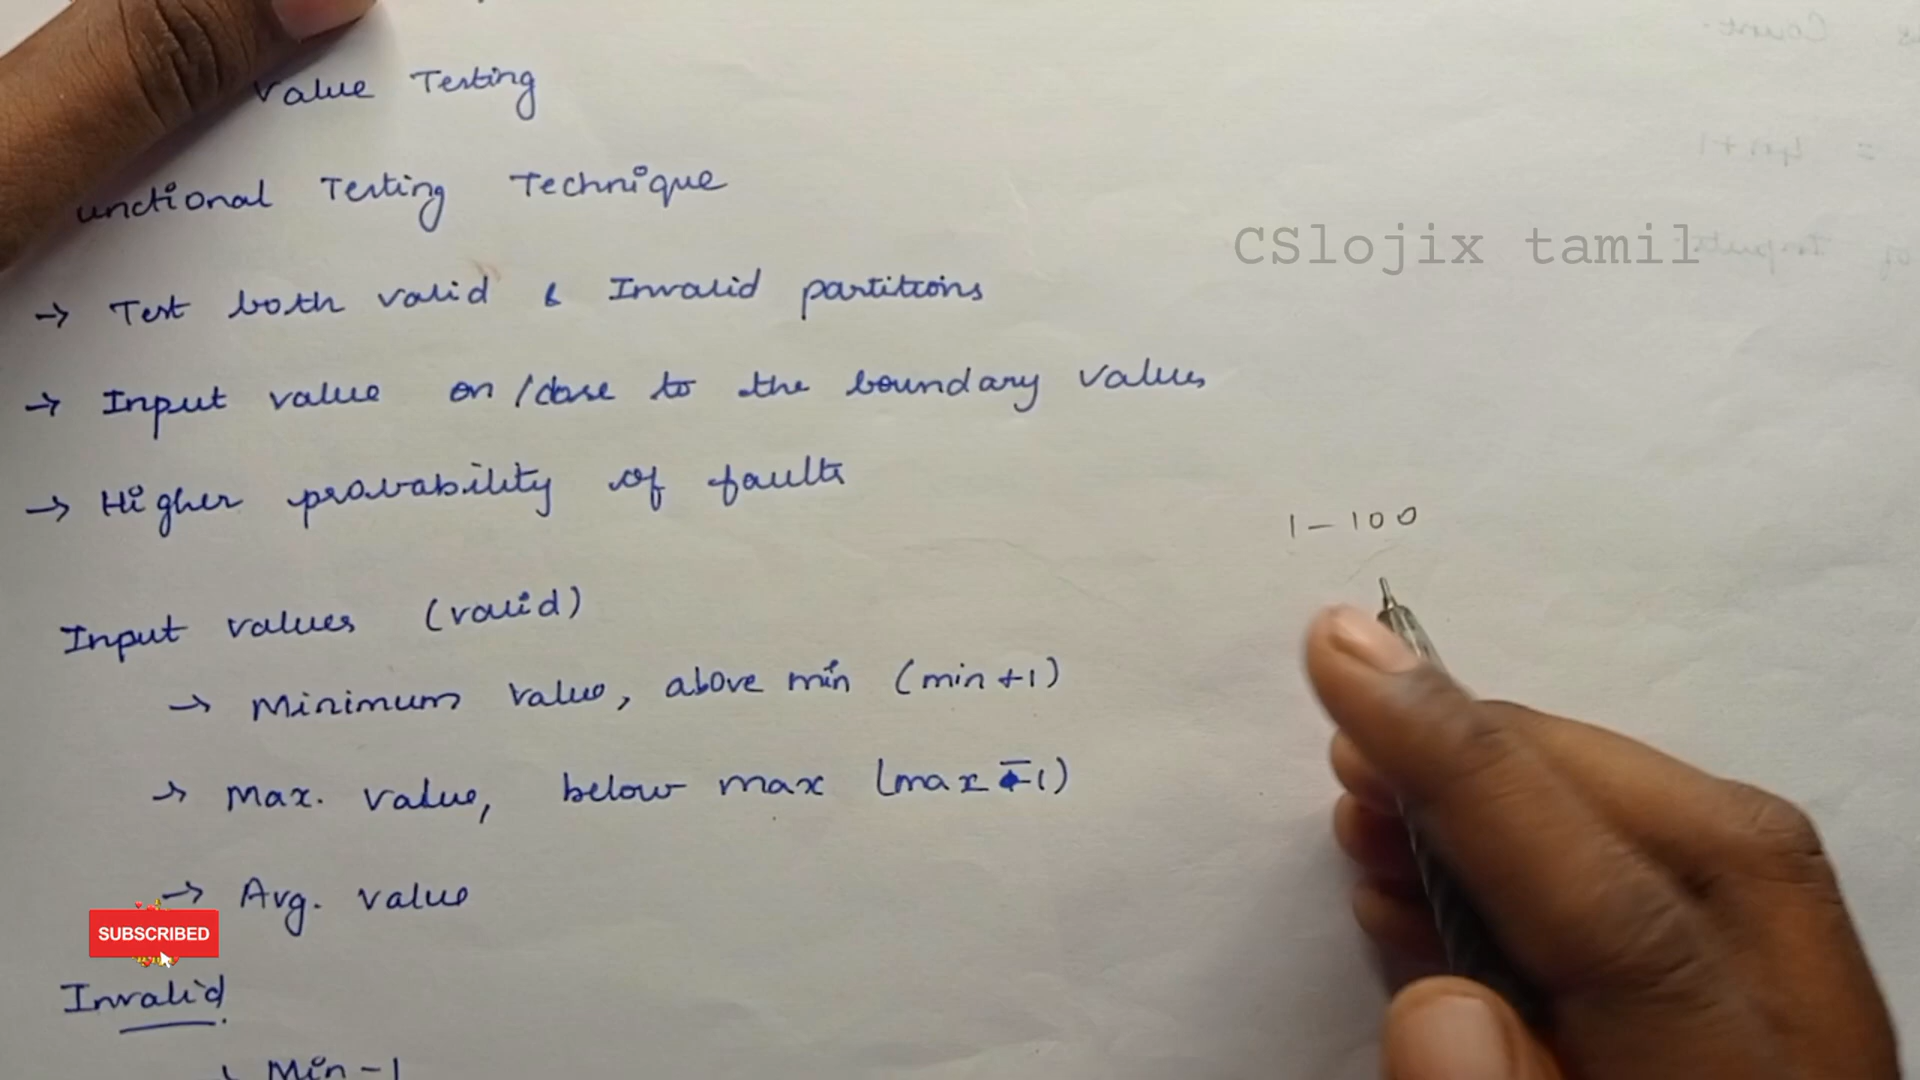 Value Testing
unctional Testing Technique
→ Test both valid & Invalid partitions
→ Input value on/close to the boundary values
→ Higher probability of faults
1-100
Input values (valid)
→ Minimum value, above min (min+1)
→ Max. value, below max (max-1)
→ Avg. value
Invalid
Min-1
CSlojix tamil
SUBSCRIBED